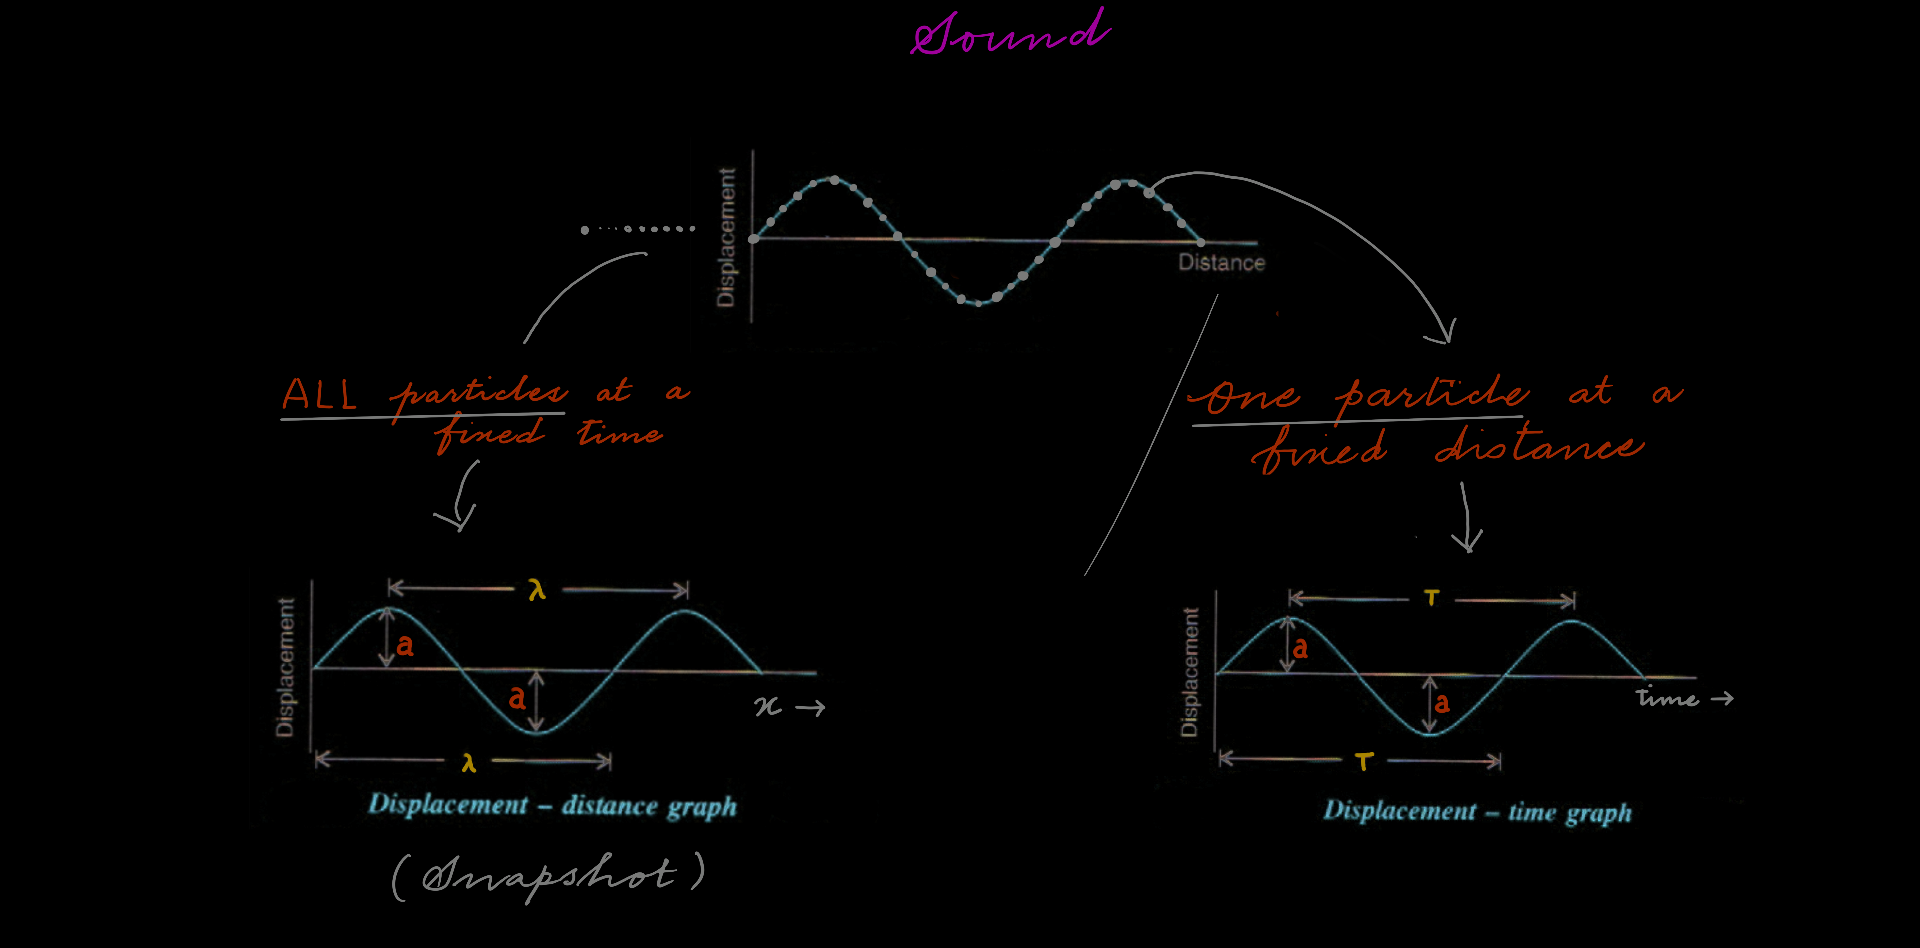 Sound
Displacement
Distance
ALL particles at a
fixed time
One particle at a
fixed distance
λ
a
a
Displacement
x →
λ
Displacement – distance graph
(Snapshot)
T
a
a
Displacement
time →
T
Displacement – time graph